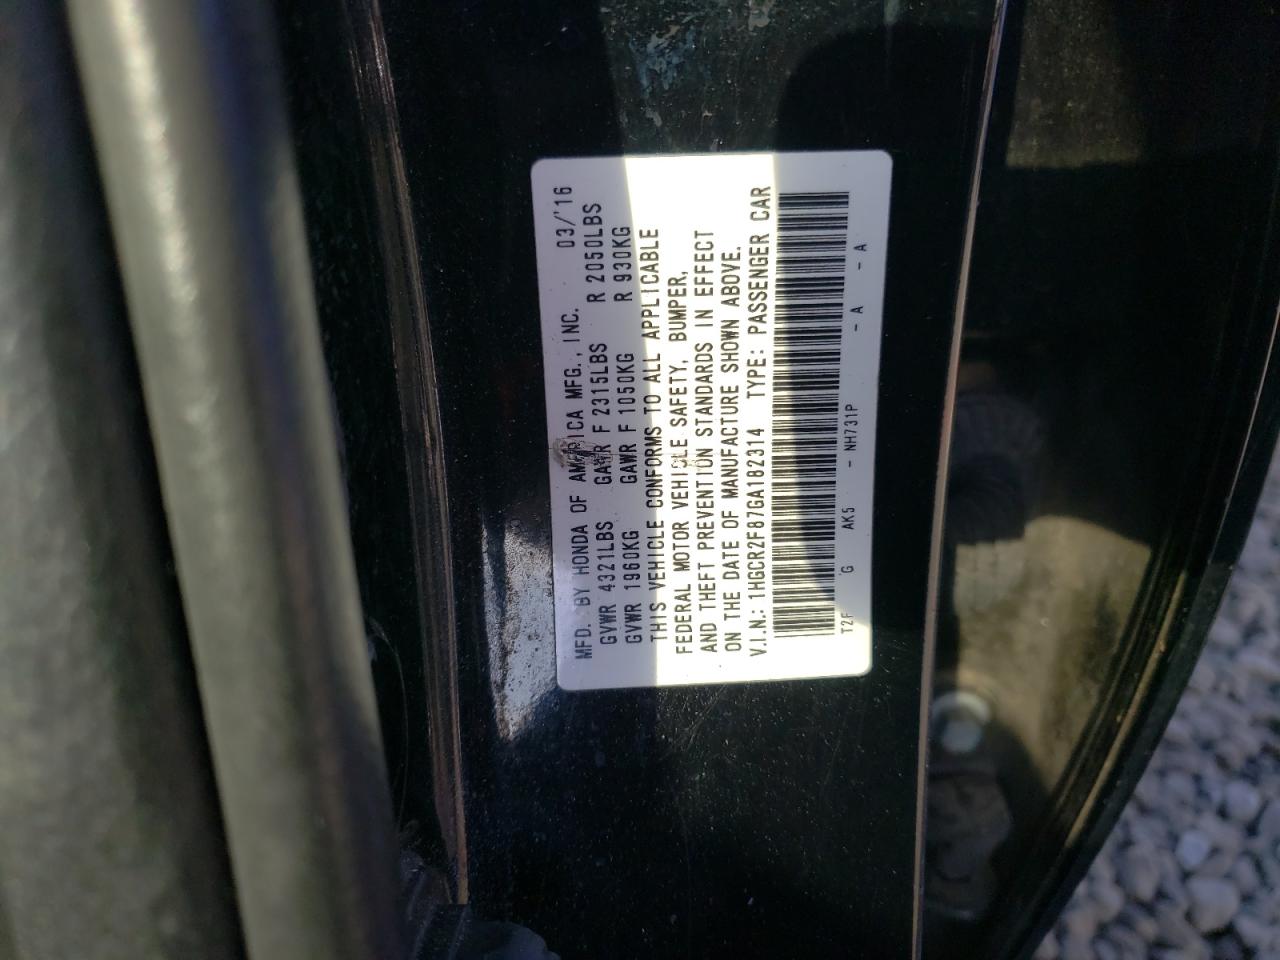 MFD. BY HONDA OF AMERICA MFG., INC. 03/'16
GVWR 4321LBS GAWR F 2315LBS R 2050LBS
GVWR 1960KG GAWR F 1050KG R 930KG
THIS VEHICLE CONFORMS TO ALL APPLICABLE
FEDERAL MOTOR VEHICLE SAFETY, BUMPER,
AND THEFT PREVENTION STANDARDS IN EFFECT
ON THE DATE OF MANUFACTURE SHOWN ABOVE.
V.I.N.: 1HGCR2F87GA182314 TYPE: PASSENGER CAR
T2F G AK5 - NH731P - A - A